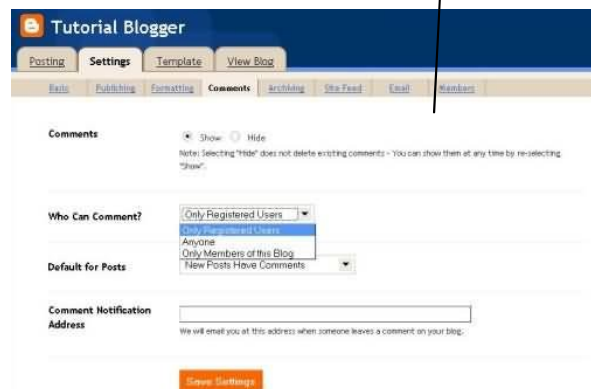 Tutorial Blogger
Posting Settings Template View Blog
Basic Publishing Formatting Comments Archiving Site Feed Email Members
Comments
Show Hide
Note: Selecting "Hide" does not delete existing comments - You can show them at any time by re-selecting
"Show".
Who Can Comment?
Only Registered Users
Only Registered Users
Anyone
Only Members of this Blog
Default for Posts
New Posts Have Comments
Comment Notification
Address
We will email you at this address when someone leaves a comment on your blog.
Save Settings